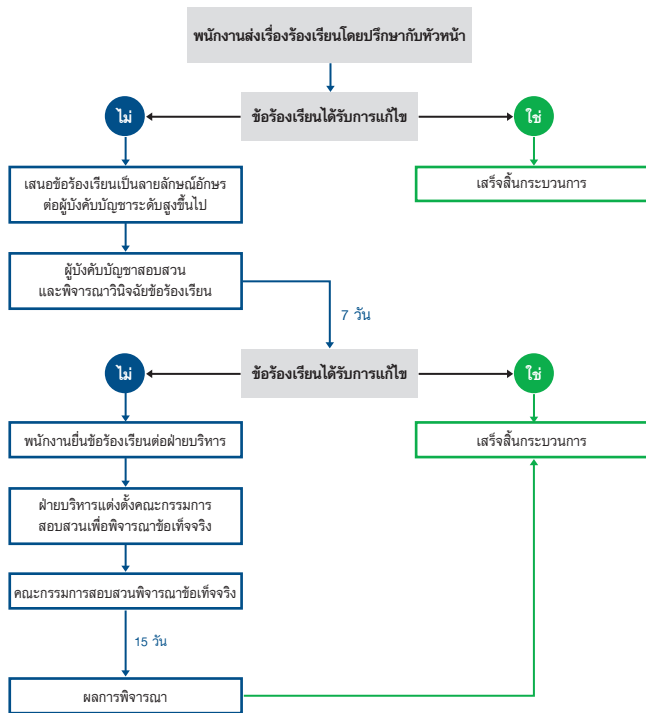 พนักงานส่งเรื่องร้องเรียนโดยปรึกษากับหัวหน้า
ไม่
ข้อร้องเรียนได้รับการแก้ไข
ใช่
เสนอข้อร้องเรียนเป็นลายลักษณ์อักษร
ต่อผู้บังคับบัญชาระดับสูงขึ้นไป
เสร็จสิ้นกระบวนการ
ผู้บังคับบัญชาสอบสวน
และพิจารณาวินิจฉัยข้อร้องเรียน
7 วัน
ไม่
ข้อร้องเรียนได้รับการแก้ไข
ใช่
พนักงานยื่นข้อร้องเรียนต่อฝ่ายบริหาร
เสร็จสิ้นกระบวนการ
ฝ่ายบริหารแต่งตั้งคณะกรรมการ
สอบสวนเพื่อพิจารณาข้อเท็จจริง
คณะกรรมการสอบสวนพิจารณาข้อเท็จจริง
15 วัน
ผลการพิจารณา